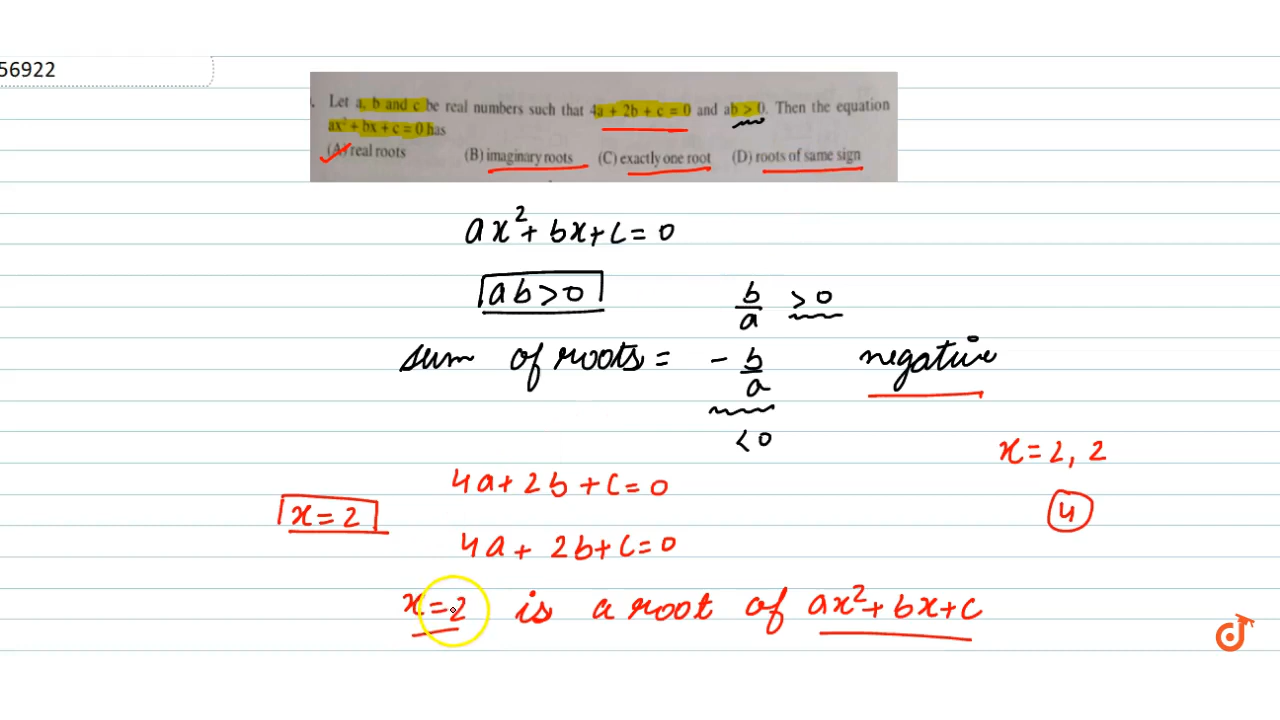 56922
. Let a, b and c be real numbers such that 4a + 2b + c = 0 and ab > 0. Then the equation
ax² + bx + c = 0 has
(A) real roots (B) imaginary roots (C) exactly one root (D) roots of same sign
ax² + bx + c = 0
ab > 0 b/a > 0
sum of roots = - b/a negative
< 0
x = 2, 2
4a + 2b + c = 0
x = 2 4
4a + 2b + c = 0
x = 2 is a root of ax² + bx + c